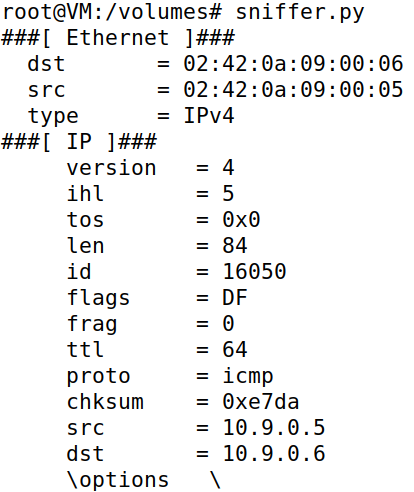 root@VM:/volumes# sniffer.py
###[ Ethernet ]###
  dst       = 02:42:0a:09:00:06
  src       = 02:42:0a:09:00:05
  type      = IPv4
###[ IP ]###
     version   = 4
     ihl       = 5
     tos       = 0x0
     len       = 84
     id        = 16050
     flags     = DF
     frag      = 0
     ttl       = 64
     proto     = icmp
     chksum    = 0xe7da
     src       = 10.9.0.5
     dst       = 10.9.0.6
     \options   \